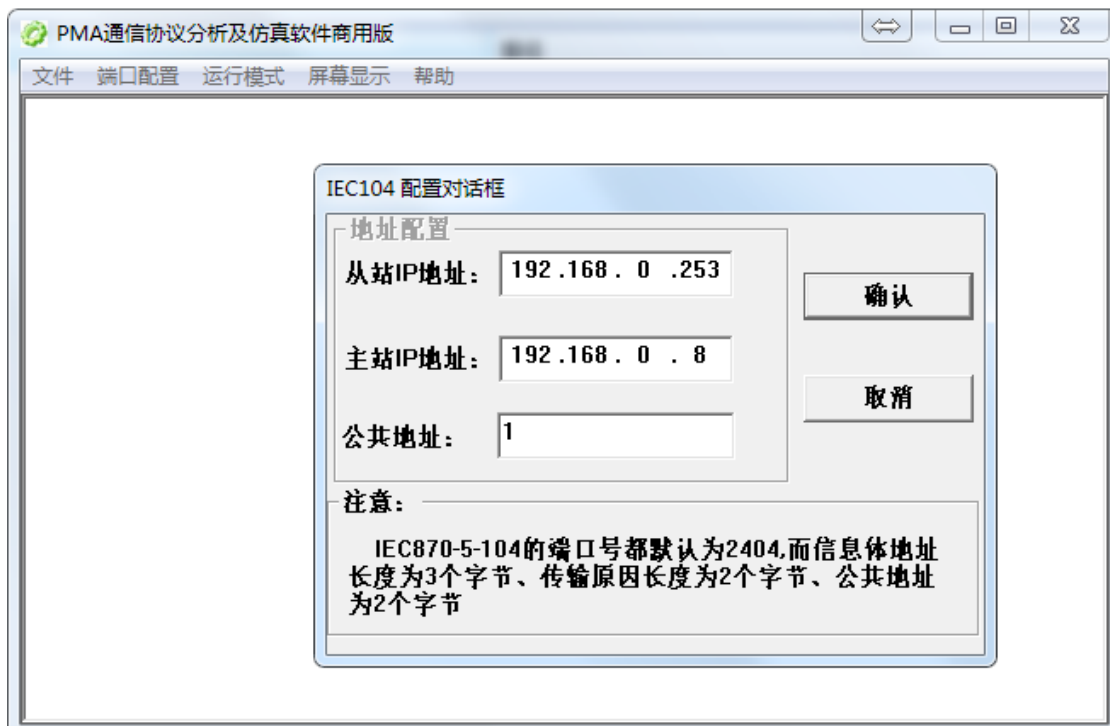 PMA通信协议分析及仿真软件商用版
文件 端口配置 运行模式 屏幕显示 帮助
IEC104 配置对话框
地址配置
从站IP地址： 192 .168 . 0 .253
确认
主站IP地址： 192 .168 . 0 . 8
取消
公共地址： 1
注意：
IEC870-5-104的端口号都默认为2404,而信息体地址
长度为3个字节、传输原因长度为2个字节、公共地址
为2个字节